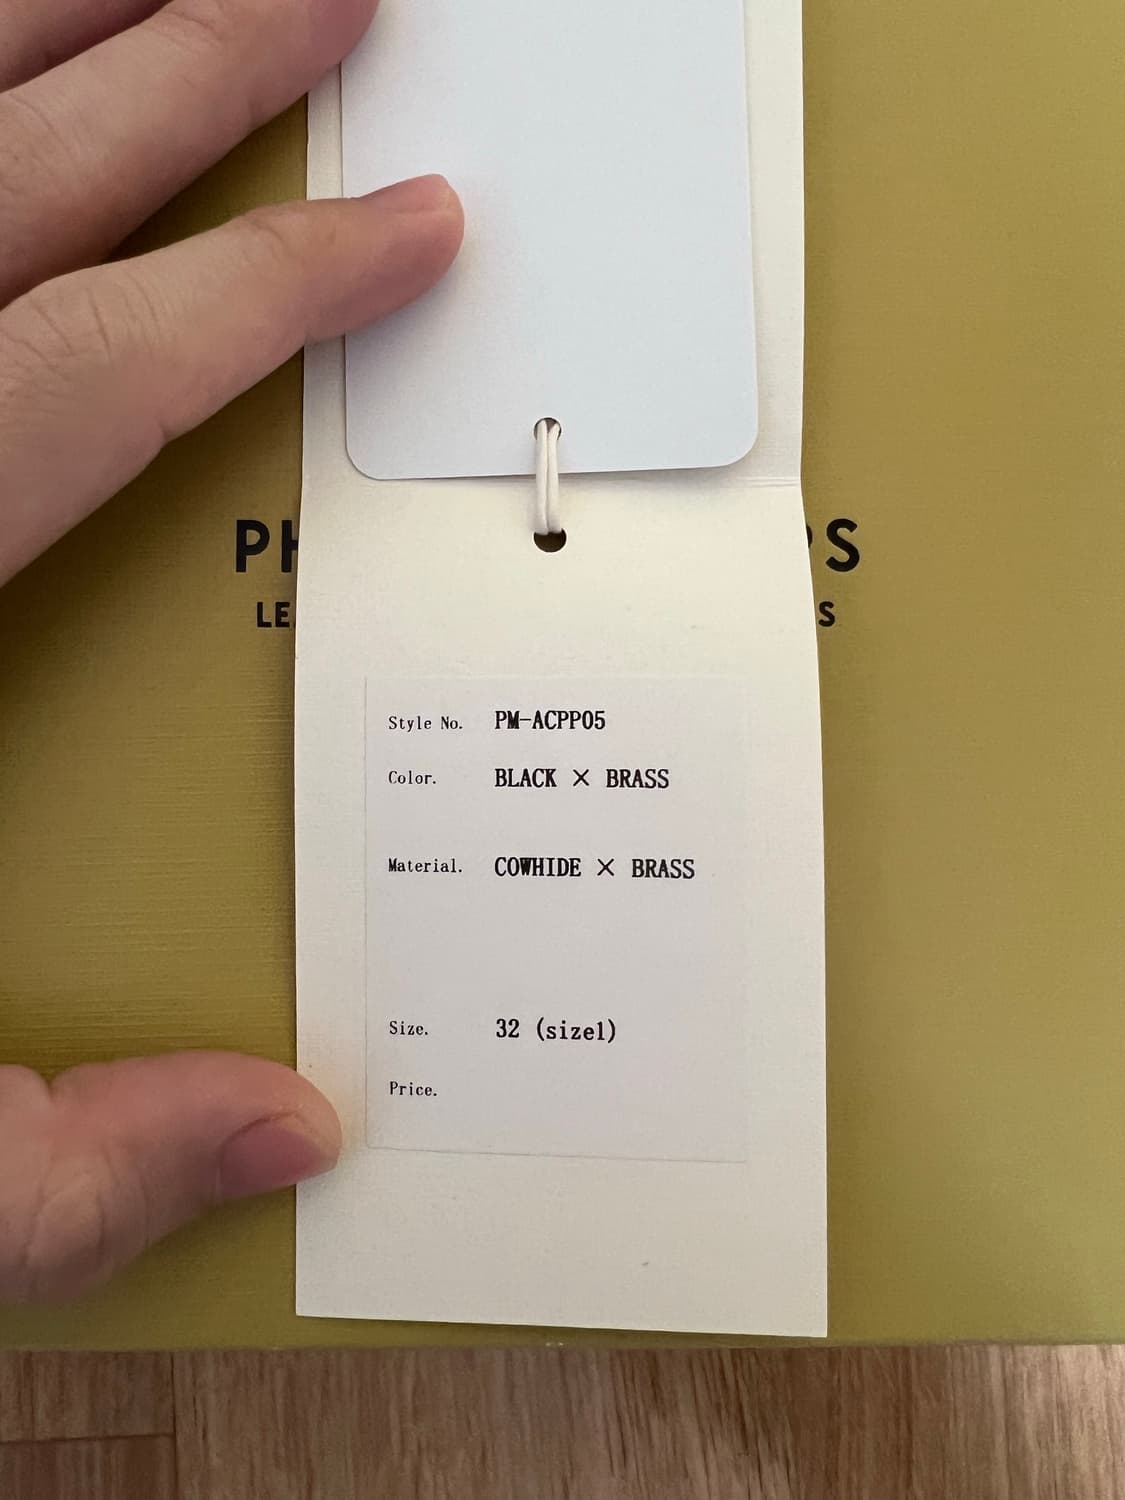 PH S
LE S
Style No. PM-ACPP05
Color. BLACK × BRASS
Material. COWHIDE × BRASS
Size. 32 (size1)
Price.